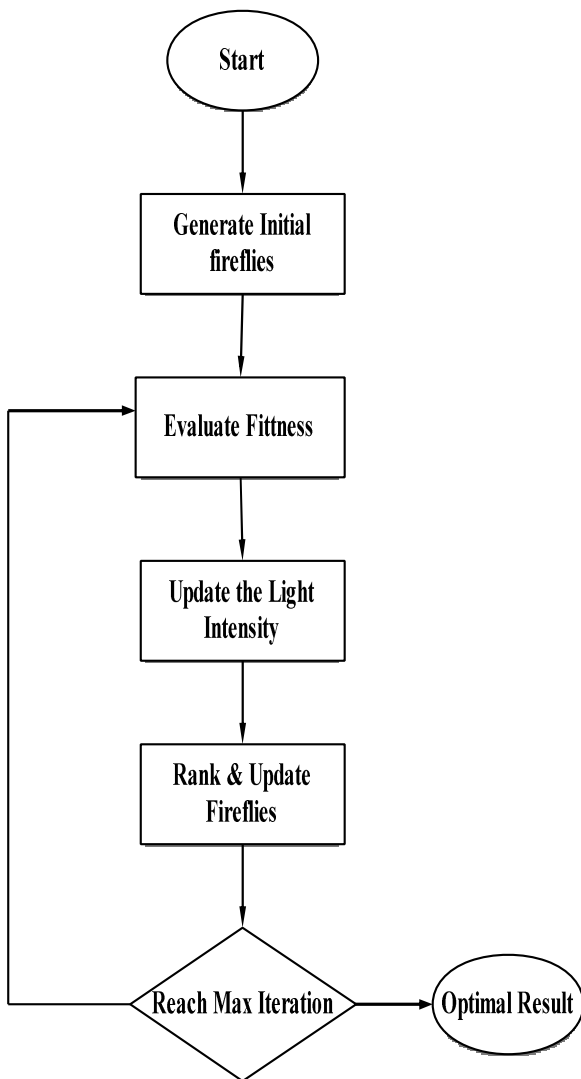 Start
Generate Initial
fireflies
Evaluate Fittness
Update the Light
Intensity
Rank & Update
Fireflies
Reach Max Iteration
Optimal Result